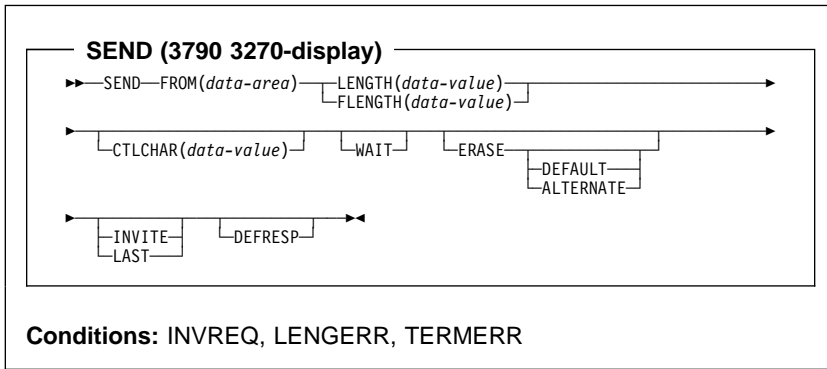 SEND (3790 3270-display)
SEND FROM(data-area) LENGTH(data-value)
FLENGTH(data-value)
CTLCHAR(data-value) WAIT ERASE
DEFAULT
ALTERNATE
INVITE DEFRESP
LAST
Conditions: INVREQ, LENGERR, TERMERR